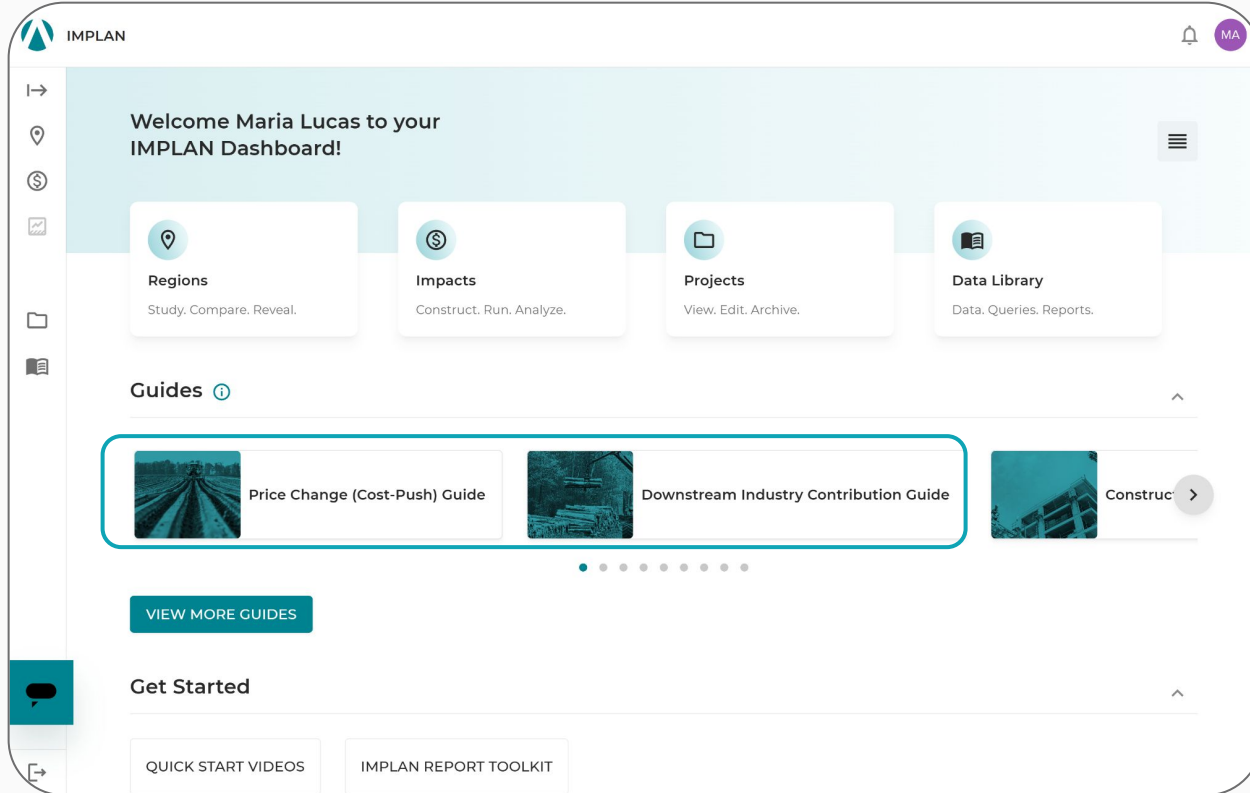 IMPLAN
MA
Welcome Maria Lucas to your
IMPLAN Dashboard!
Regions
Study. Compare. Reveal.
Impacts
Construct. Run. Analyze.
Projects
View. Edit. Archive.
Data Library
Data. Queries. Reports.
Guides
Price Change (Cost-Push) Guide
Downstream Industry Contribution Guide
VIEW MORE GUIDES
Get Started
QUICK START VIDEOS
IMPLAN REPORT TOOLKIT